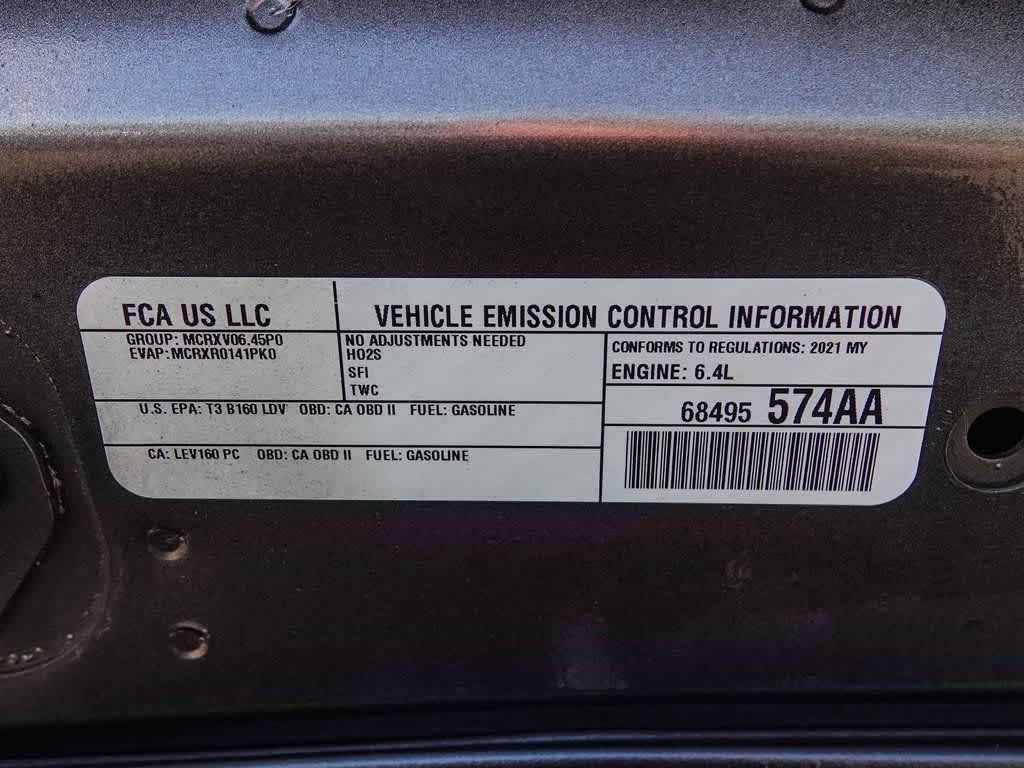 FCA US LLC
VEHICLE EMISSION CONTROL INFORMATION
GROUP: MCRXV06.45P0
EVAP: MCRXR0141PK0
NO ADJUSTMENTS NEEDED
HO2S
SFI
TWC
CONFORMS TO REGULATIONS: 2021 MY
ENGINE: 6.4L
U.S. EPA: T3 B160 LDV OBD: CA OBD II FUEL: GASOLINE
CA: LEV160 PC OBD: CA OBD II FUEL: GASOLINE
68495 574AA